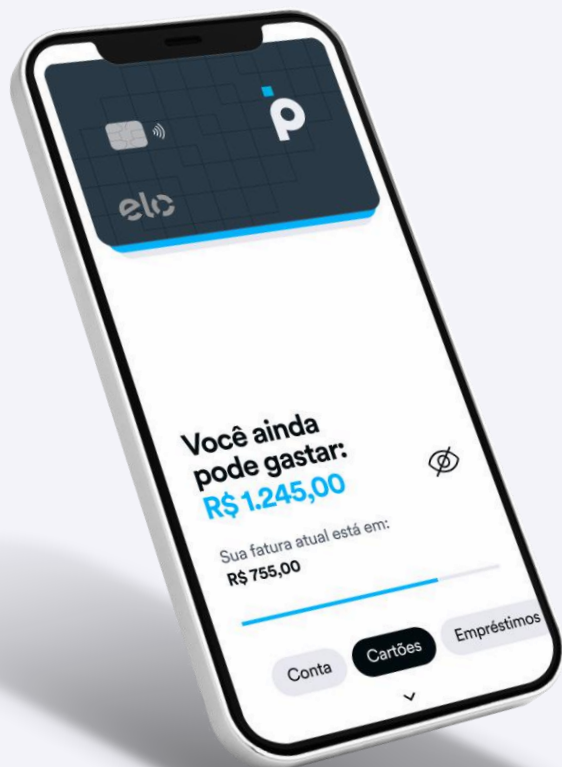 elo
Você ainda
pode gastar:
R$ 1.245,00
Sua fatura atual está em:
R$ 755,00
Conta
Cartões
Empréstimos